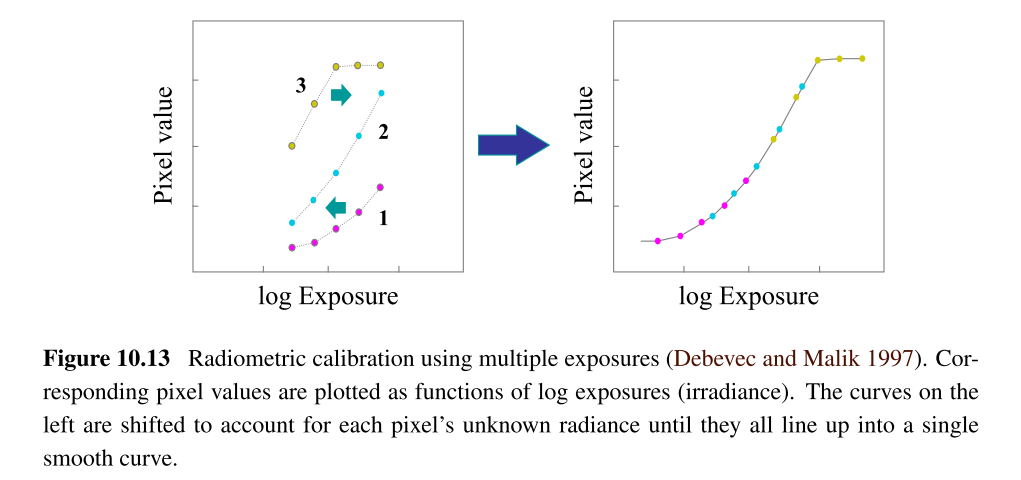 3
2
1
Pixel value
log Exposure
Pixel value
log Exposure
Figure 10.13 Radiometric calibration using multiple exposures (Debevec and Malik 1997). Cor-
responding pixel values are plotted as functions of log exposures (irradiance). The curves on the
left are shifted to account for each pixel's unknown radiance until they all line up into a single
smooth curve.